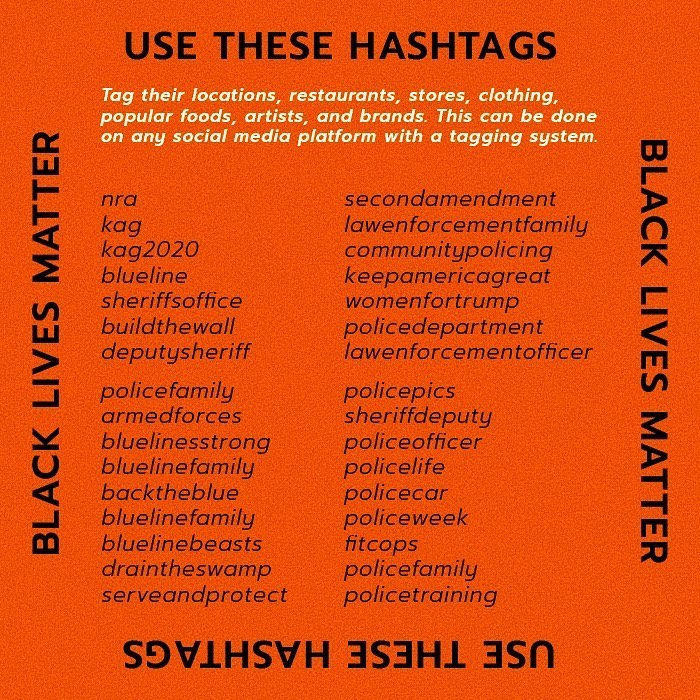 USE THESE HASHTAGS
Tag their locations, restaurants, stores, clothing,
popular foods, artists, and brands. This can be done
on any social media platform with a tagging system.
BLACK LIVES MATTER
nra
kag
kag2020
blueline
sheriffsoffice
buildthewall
deputysheriff
policefamily
armedforces
bluelinesstrong
bluelinefamily
backtheblue
bluelinefamily
bluelinebeasts
draintheswamp
serveandprotect
secondamendment
lawenforcementfamily
communitypolicing
keepamericagreat
womenfortrump
policedepartment
lawenforcementofficer
policepics
sheriffdeputy
policeofficer
policelife
policecar
policeweek
fitcops
policefamily
policetraining
BLACK LIVES MATTER
USE THESE HASHTAGS